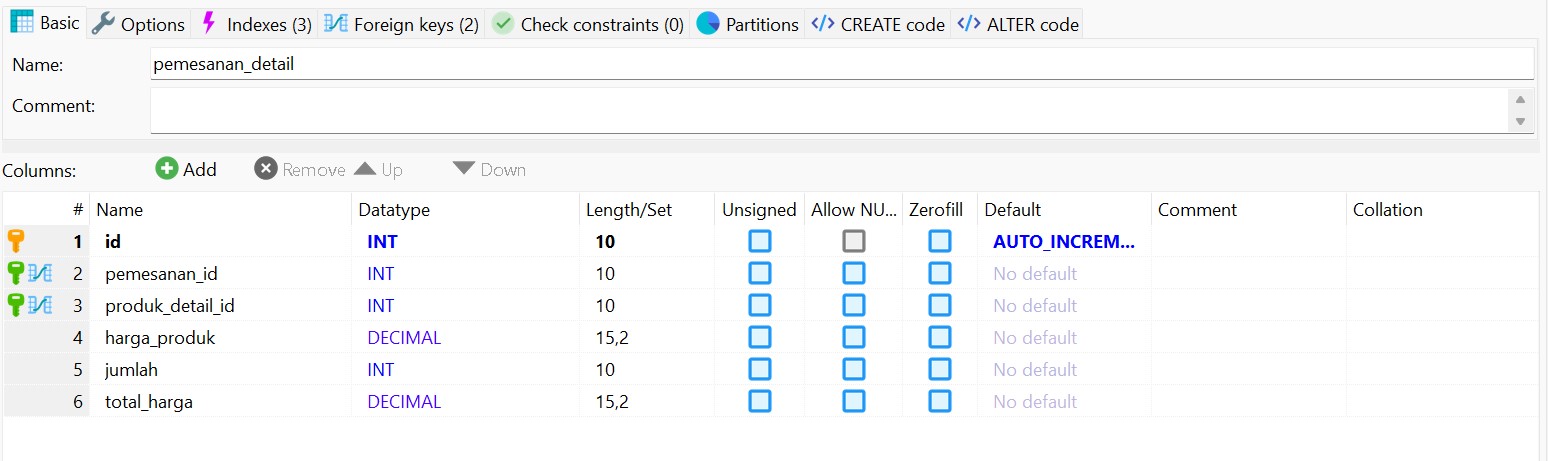 Basic Options Indexes (3) Foreign keys (2) Check constraints (0) Partitions CREATE code ALTER code
Name: pemesanan_detail
Comment:
Columns: Add Remove Up Down
# Name Datatype Length/Set Unsigned Allow NU... Zerofill Default Comment Collation
1 id INT 10 AUTO_INCREM...
2 pemesanan_id INT 10 No default
3 produk_detail_id INT 10 No default
4 harga_produk DECIMAL 15,2 No default
5 jumlah INT 10 No default
6 total_harga DECIMAL 15,2 No default